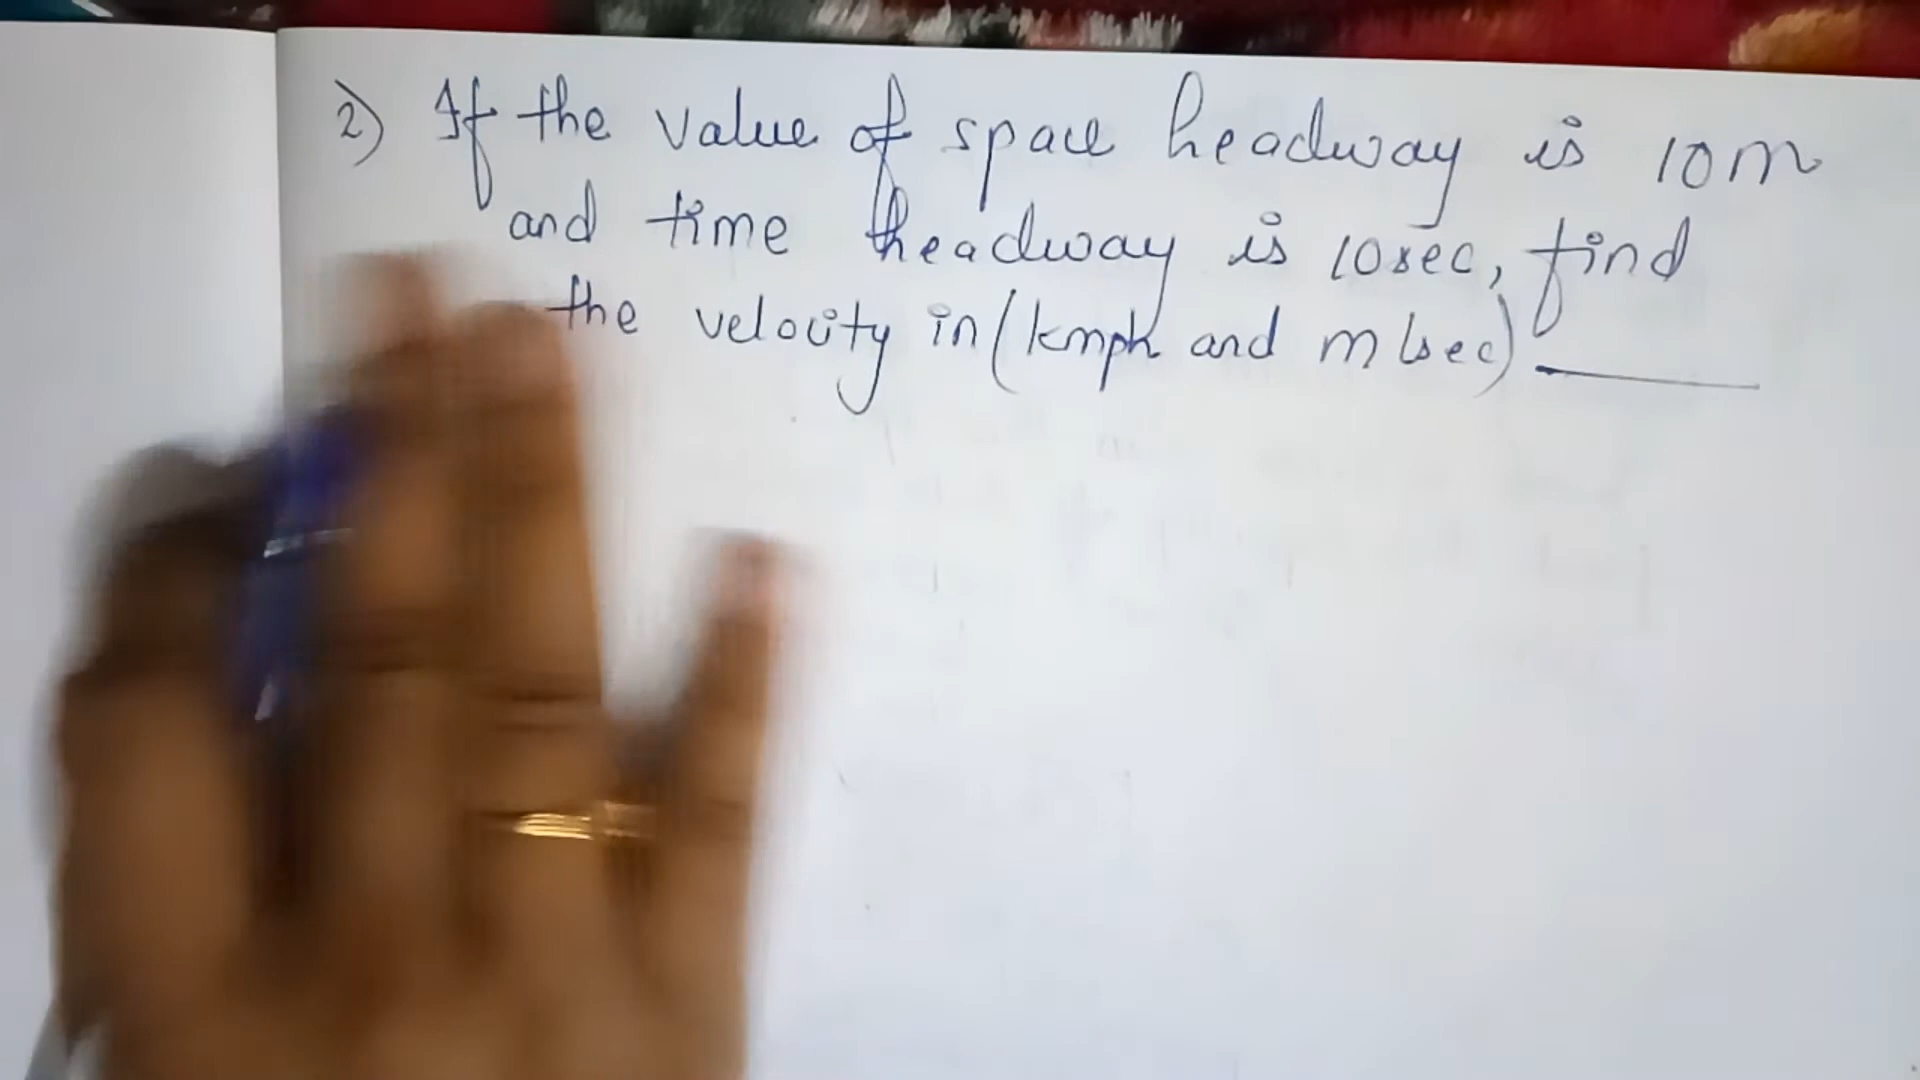 2) If the value of space headway is 10m
and time headway is 10sec, find
the velocity in (kmph and m/sec) ____